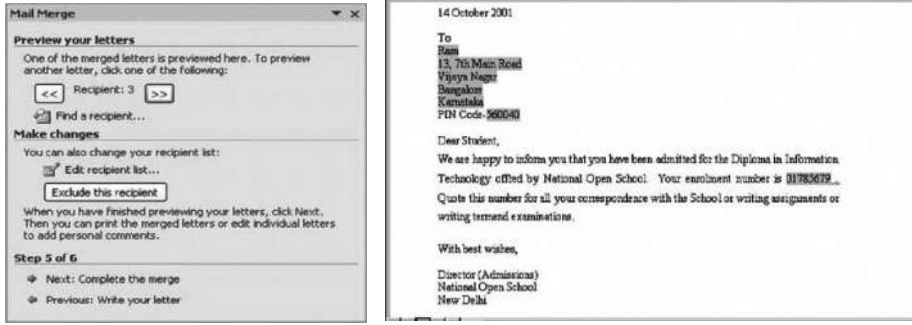 Mail Merge
Preview your letters
One of the merged letters is previewed here. To preview
another letter, click one of the following:
<< Recipient: 3 >>
Find a recipient...
Make changes
You can also change your recipient list:
Edit recipient list...
Exclude this recipient
When you have finished previewing your letters, click Next.
Then you can print the merged letters or edit individual letters
to add personal comments.
Step 5 of 6
Next: Complete the merge
Previous: Write your letter
14 October 2001
To
Ram
13, 7th Main Road
Vijaya Nagar
Bangalore
Karnataka
PIN Code-560040
Dear Student,
We are happy to inform you that you have been admitted for the Diploma in Information
Technology offred by National Open School. Your enrolment number is 01785679 .
Quote this number for all your correspondence with the School or writing assignments or
writing termend examinations.
With best wishes,
Director (Admissions)
National Open School
New Delhi